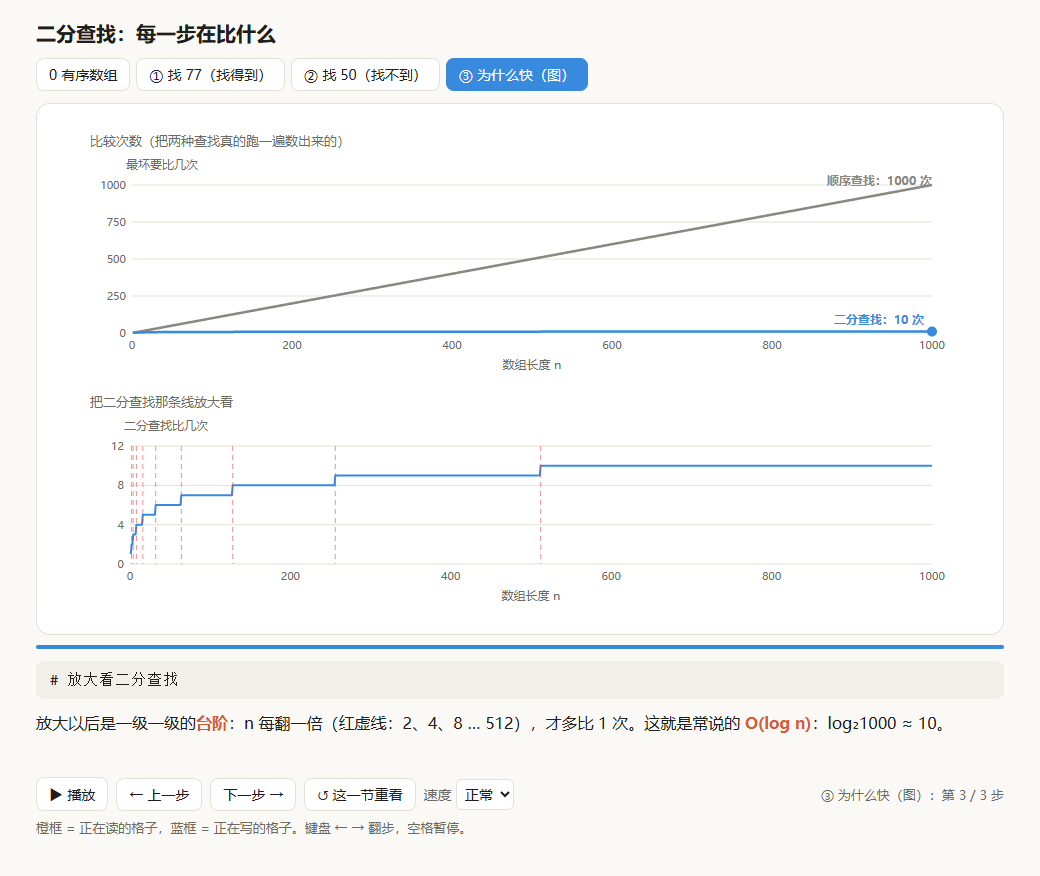 二分查找：每一步在比什么
0 有序数组
① 找 77（找得到）
② 找 50（找不到）
③ 为什么快（图）
比较次数（把两种查找真的跑一遍数出来的）
最坏要比几次
1000
750
500
250
0
顺序查找：1000 次
二分查找：10 次
0 200 400 600 800 1000
数组长度 n
把二分查找那条线放大看
二分查找比几次
12
8
4
0
0 200 400 600 800 1000
数组长度 n
# 放大看二分查找
放大以后是一级一级的台阶：n 每翻一倍（红虚线：2、4、8 … 512），才多比 1 次。这就是常说的 O(log n)：log₂1000 ≈ 10。
▶ 播放
← 上一步
下一步 →
↺ 这一节重看
速度
正常
③ 为什么快（图）：第 3 / 3 步
橙框 = 正在读的格子，蓝框 = 正在写的格子。键盘 ← → 翻步，空格暂停。